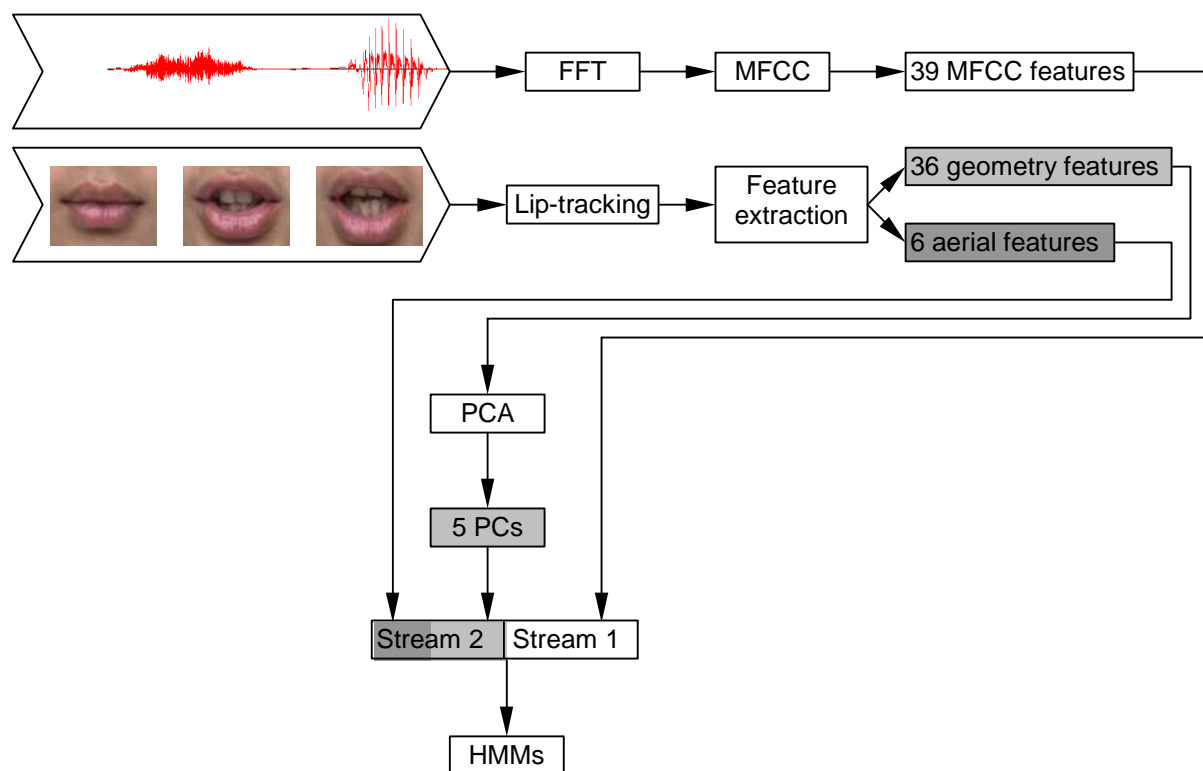 FFT
MFCC
39 MFCC features
Lip-tracking
Feature
extraction
36 geometry features
6 aerial features
PCA
5 PCs
Stream 2
Stream 1
HMMs